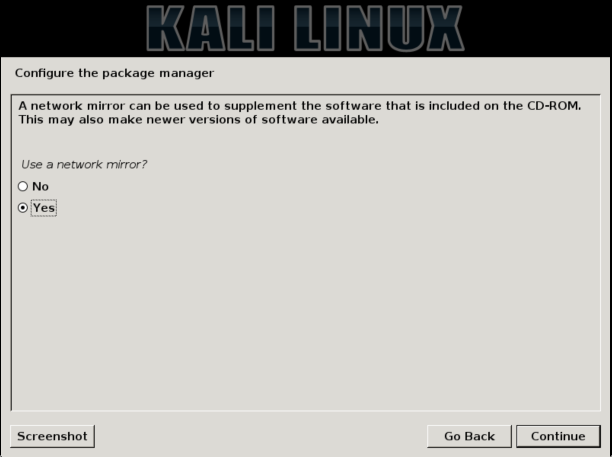 KALI LINUX
Configure the package manager
A network mirror can be used to supplement the software that is included on the CD-ROM.
This may also make newer versions of software available.
Use a network mirror?
No
Yes
Screenshot
Go Back
Continue